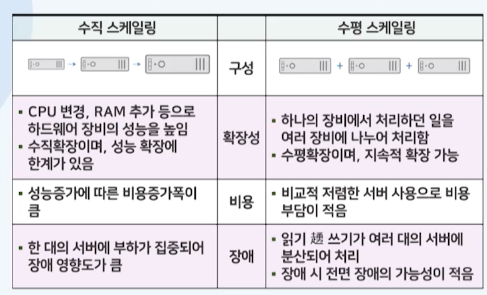 수직 스케일링
수평 스케일링
구성
▪ CPU 변경, RAM 추가 등으로
하드웨어 장비의 성능을 높임
▪ 수직확장이며, 성능 확장에
한계가 있음
확장성
▪ 하나의 장비에서 처리하던 일을
여러 장비에 나누어 처리함
▪ 수평확장이며, 지속적 확장 가능
▪ 성능증가에 따른 비용증가폭이
큼
비용
▪ 비교적 저렴한 서버 사용으로 비용
부담이 적음
▪ 한 대의 서버에 부하가 집중되어
장애 영향도가 큼
장애
▪ 읽기 쓰기가 여러 대의 서버에
분산되어 처리
▪ 장애 시 전면 장애의 가능성이 적음